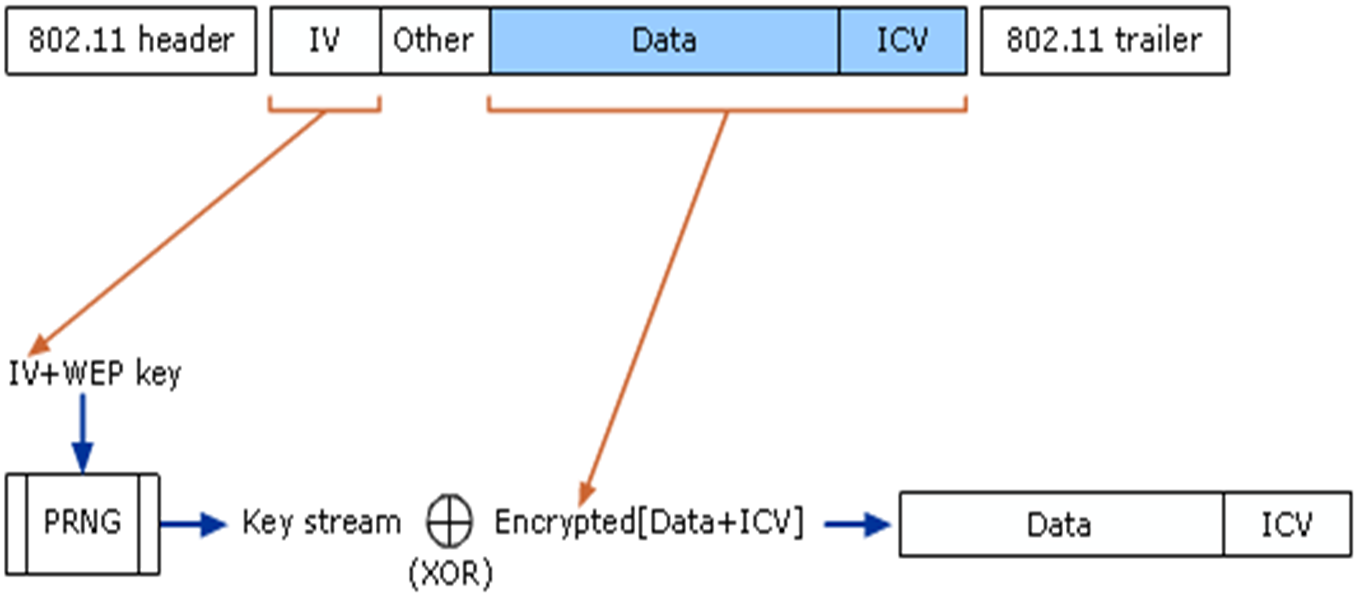 802.11 header IV Other Data ICV 802.11 trailer
IV+WEP key
PRNG Key stream Encrypted[Data+ICV] Data ICV
(XOR)